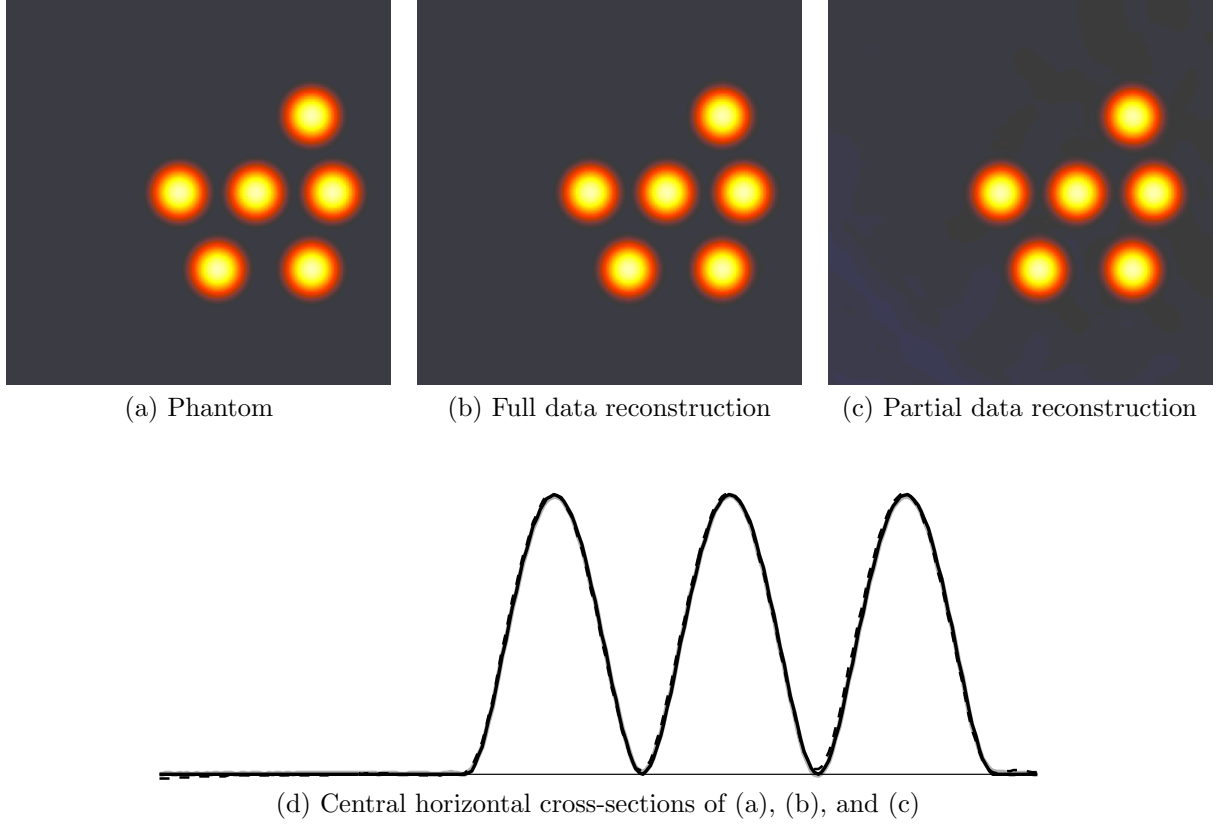 (a) Phantom
(b) Full data reconstruction
(c) Partial data reconstruction
(d) Central horizontal cross-sections of (a), (b), and (c)